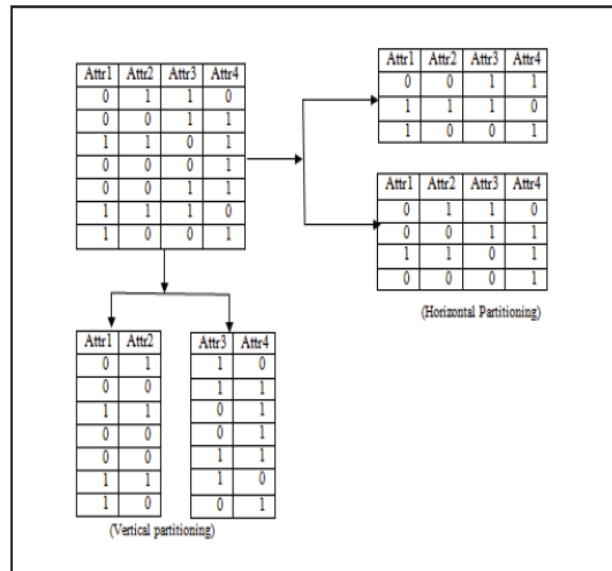 Attr1 Attr2 Attr3 Attr4
0 1 1 0
0 0 1 1
1 1 0 1
0 0 0 1
0 0 1 1
1 1 1 0
1 0 0 1
Attr1 Attr2 Attr3 Attr4
0 0 1 1
1 1 1 0
1 0 0 1
Attr1 Attr2 Attr3 Attr4
0 1 1 0
0 0 1 1
1 1 0 1
0 0 0 1
(Horizontal Partitioning)
Attr1 Attr2
0 1
0 0
1 1
0 0
0 0
1 1
1 0
Attr3 Attr4
1 0
1 1
0 1
0 1
1 1
1 0
0 1
(Vertical partitioning)